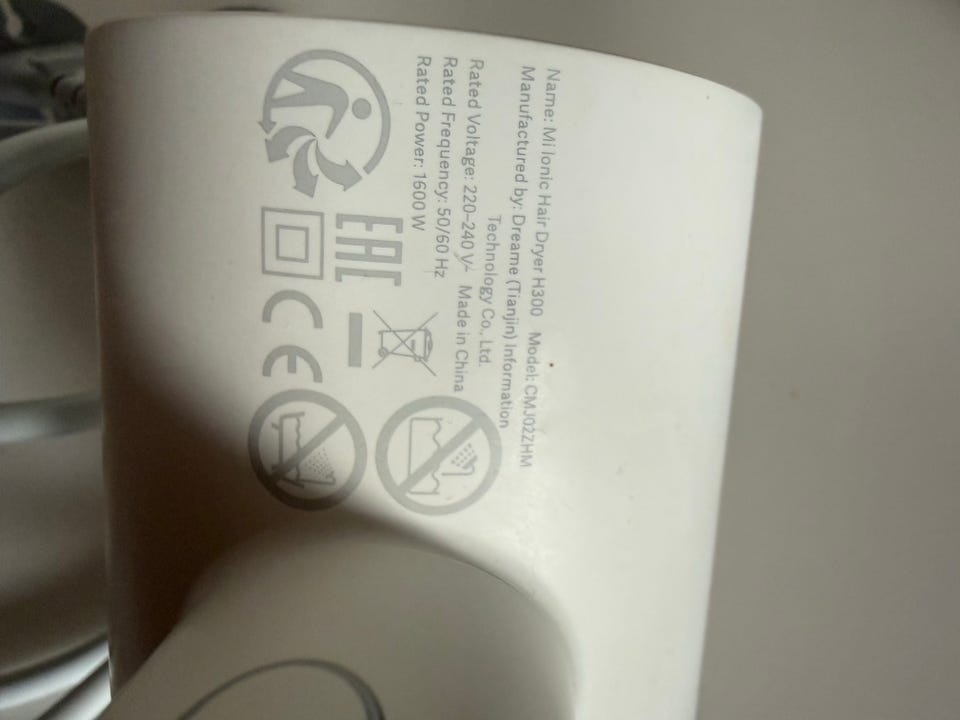 Name: Mi Ionic Hair Dryer H300 Model: CMJ02ZHM
Manufactured by: Dreame (Tianjin) Information
Technology Co., Ltd.
Rated Voltage: 220–240 V~ Made in China
Rated Frequency: 50/60 Hz
Rated Power: 1600 W
EAC
CE